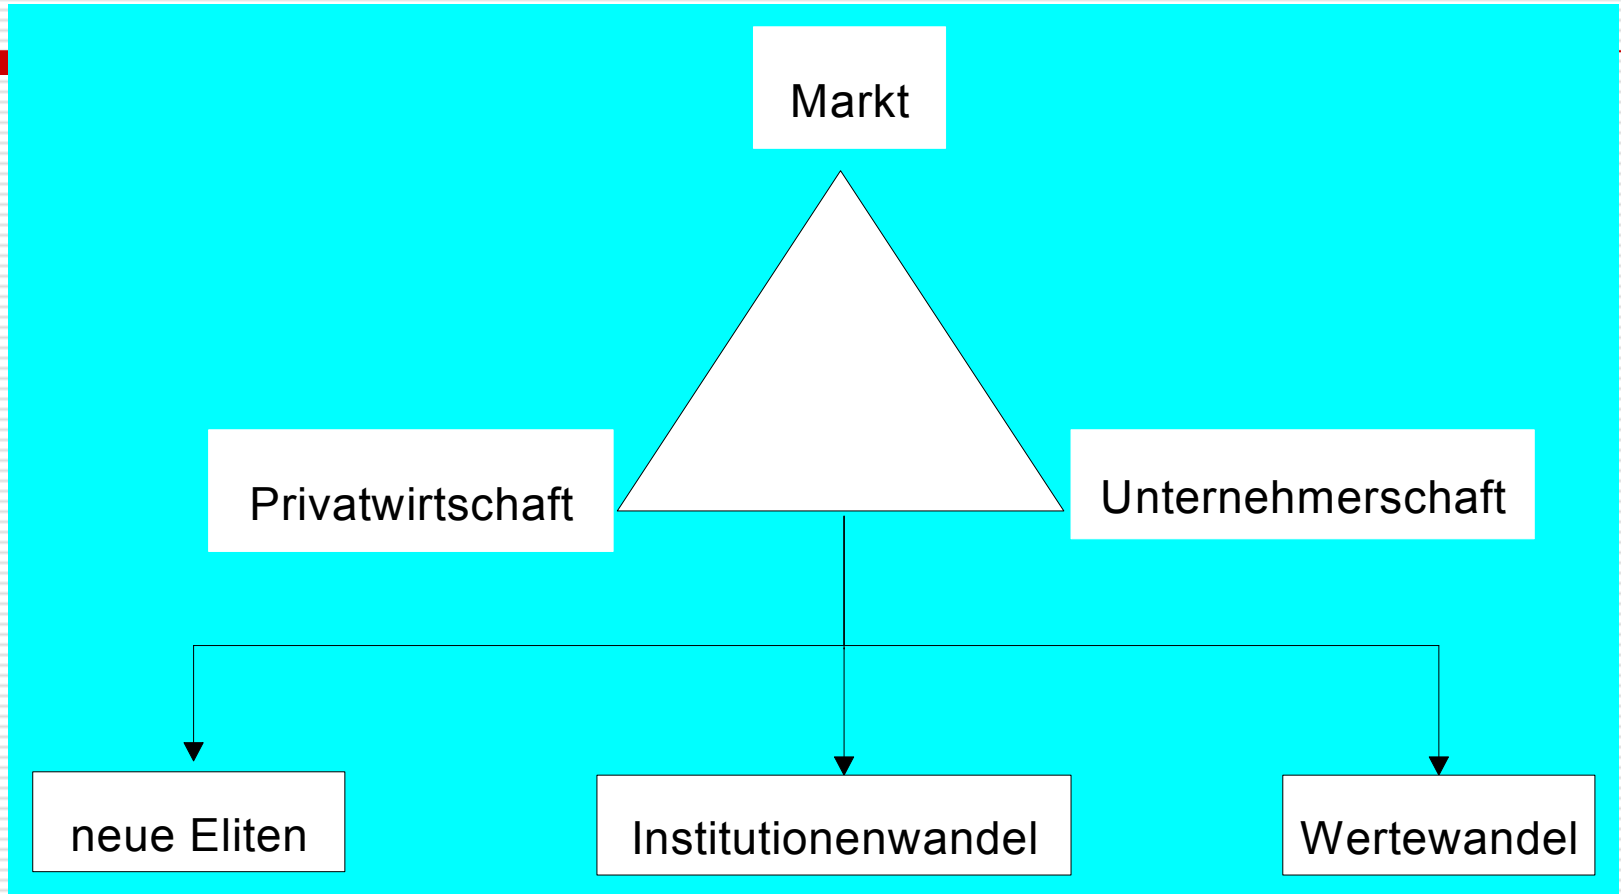 Markt
Privatwirtschaft
Unternehmerschaft
neue Eliten
Institutionenwandel
Wertewandel